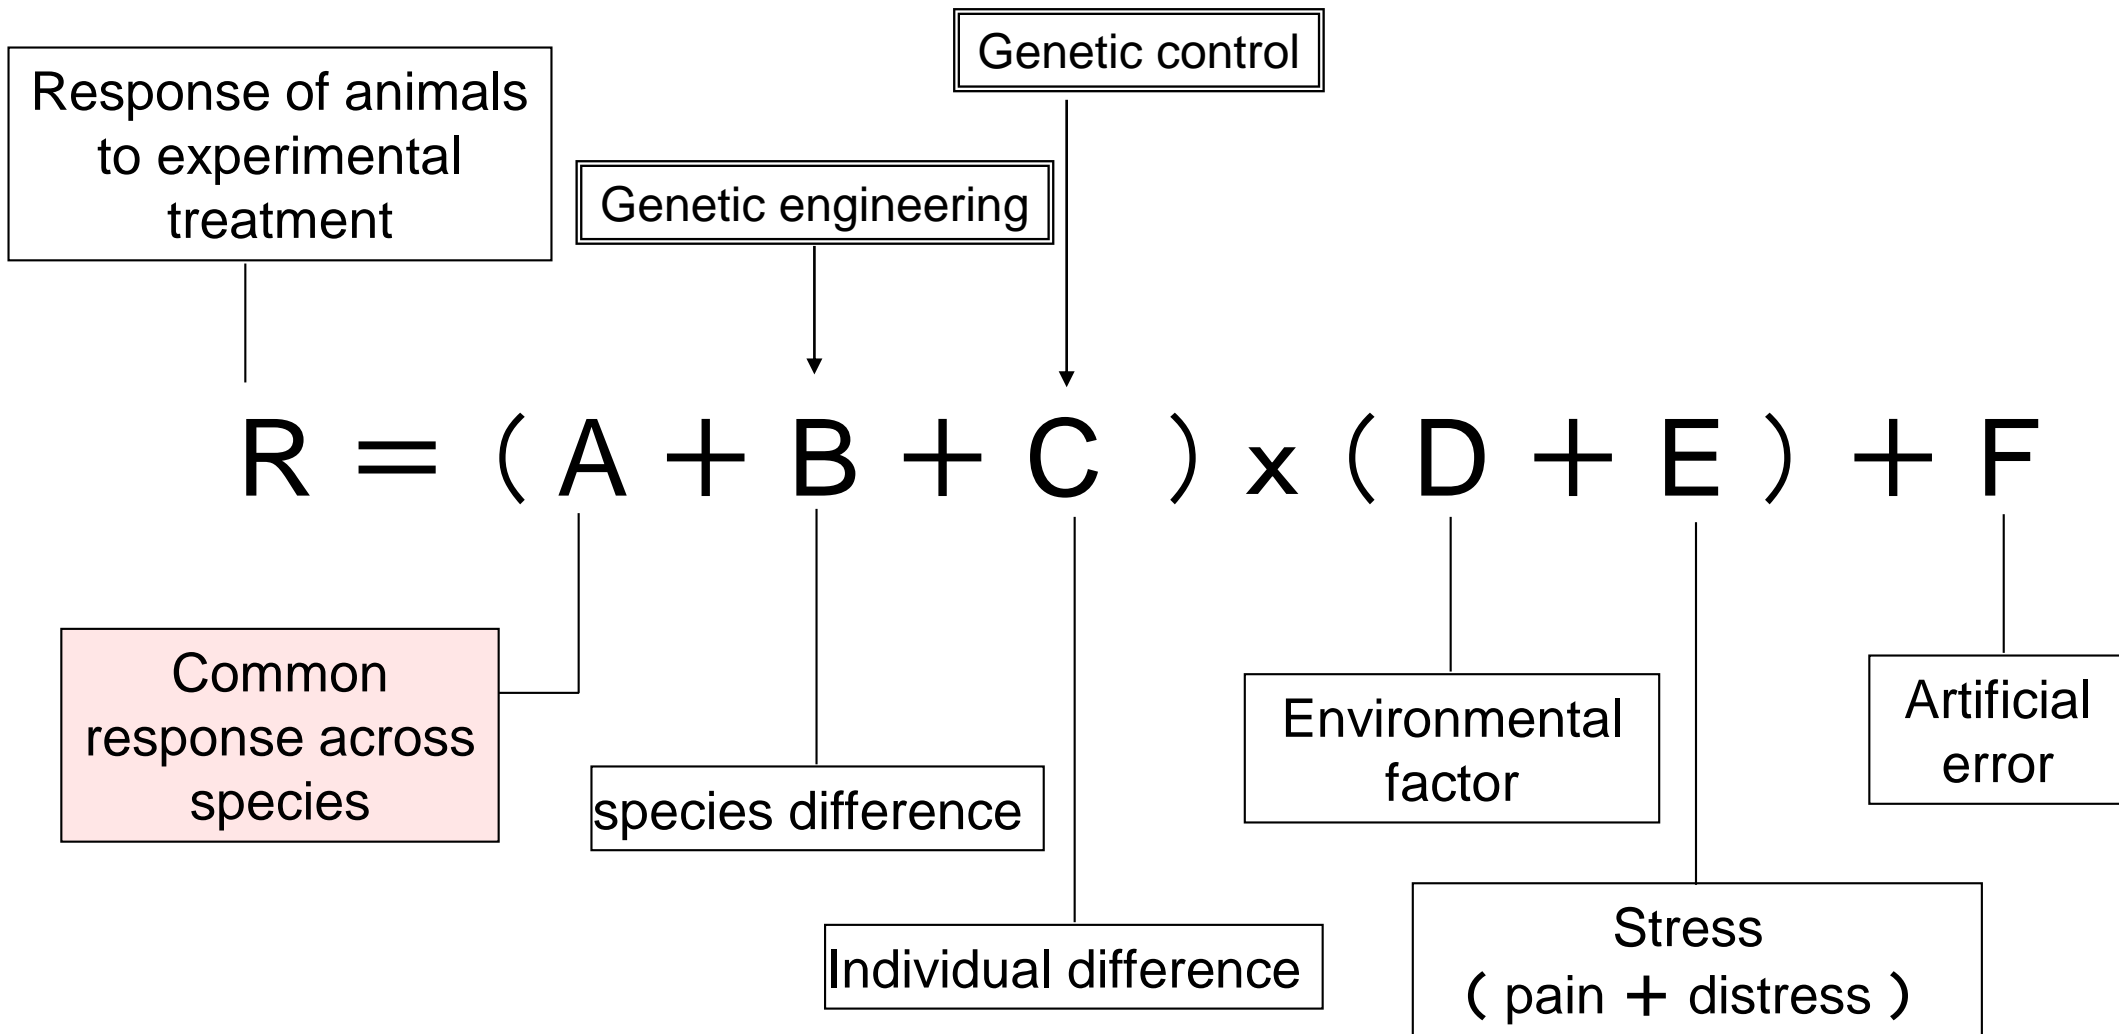 Genetic control
Response of animals
to experimental
treatment
Genetic engineering
R＝（A＋B＋C）x（D＋E）＋F
Common
response across
species
species difference
Individual difference
Environmental
factor
Stress
（pain＋distress）
Artificial
error